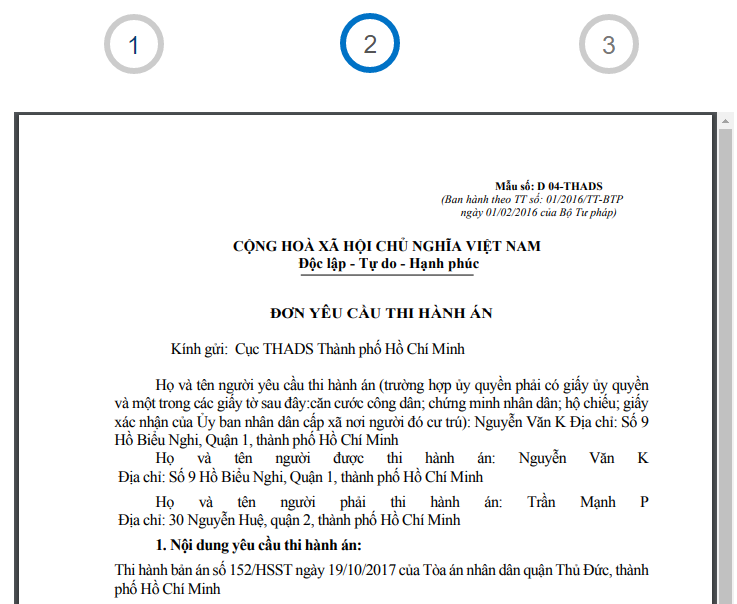 1
2
3
Mẫu số: D 04-THADS
(Ban hành theo TT số: 01/2016/TT-BTP
ngày 01/02/2016 của Bộ Tư pháp)
CỘNG HOÀ XÃ HỘI CHỦ NGHĨA VIỆT NAM
Độc lập - Tự do - Hạnh phúc
ĐƠN YÊU CẦU THI HÀNH ÁN
Kính gửi: Cục THADS Thành phố Hồ Chí Minh
Họ và tên người yêu cầu thi hành án (trường hợp ủy quyền phải có giấy ủy quyền
và một trong các giấy tờ sau đây:căn cước công dân; chứng minh nhân dân; hộ chiếu; giấy
xác nhận của Ủy ban nhân dân cấp xã nơi người đó cư trú): Nguyễn Văn K Địa chỉ: Số 9
Hồ Biểu Nghi, Quận 1, thành phố Hồ Chí Minh
Họ và tên người được thi hành án: Nguyễn Văn K
Địa chỉ: Số 9 Hồ Biểu Nghi, Quận 1, thành phố Hồ Chí Minh
Họ và tên người phải thi hành án: Trần Mạnh P
Địa chỉ: 30 Nguyễn Huệ, quận 2, thành phố Hồ Chí Minh
1. Nội dung yêu cầu thi hành án:
Thi hành bản án số 152/HSST ngày 19/10/2017 của Tòa án nhân dân quận Thủ Đức, thành
phố Hồ Chí Minh